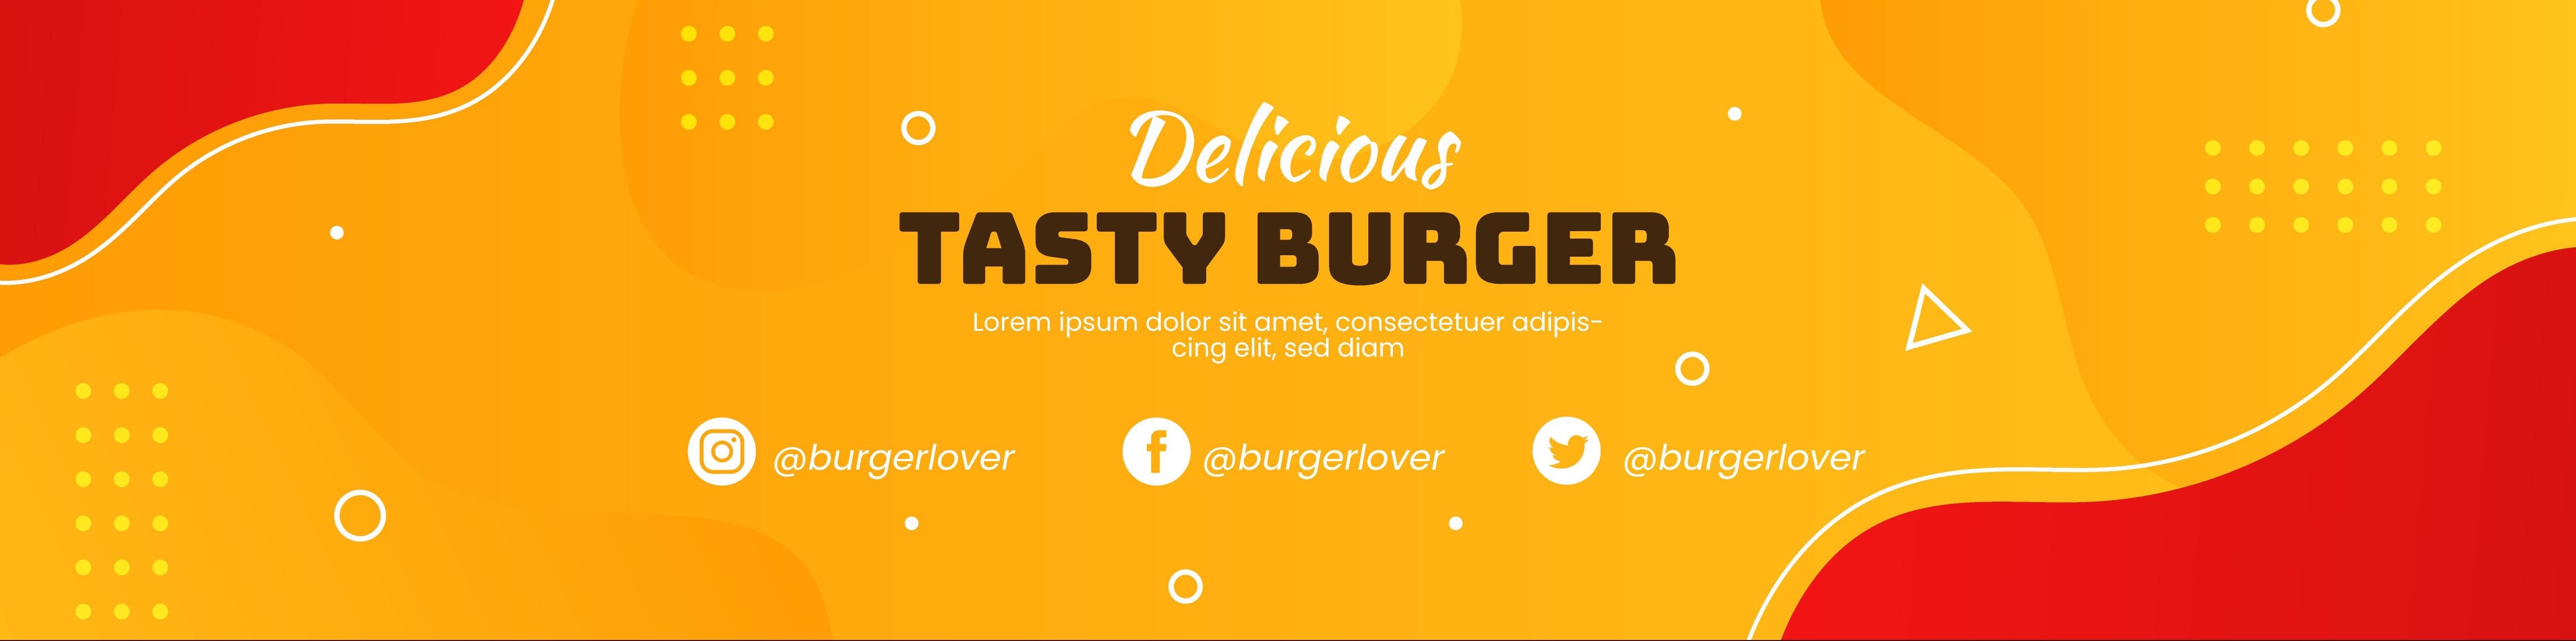 Delicious
TASTY BURGER
Lorem ipsum dolor sit amet, consectetuer adipis-
cing elit, sed diam
@burgerlover @burgerlover @burgerlover